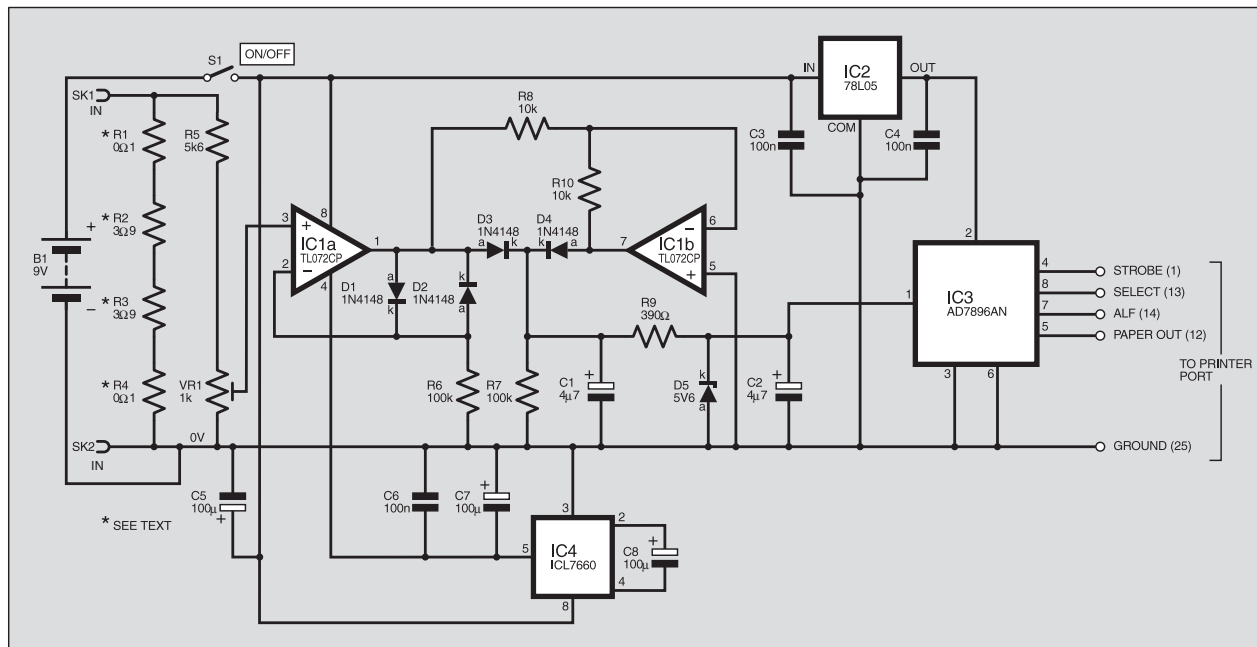 S1
ON/OFF
SK1
IN
* R1
0Ω1
R5
5k6
* R2
3Ω9
* R3
3Ω9
* R4
0Ω1
VR1
1k
SK2
IN
0V
B1
9V
+
−
3
+
8
IC1a
TL072CP
1
2
−
4
D1
1N4148
a
k
D2
1N4148
k
a
R8
10k
R10
10k
D3
1N4148
a
k
D4
1N4148
k
a
7
IC1b
TL072CP
6
−
5
+
R6
100k
R7
100k
R9
390Ω
C1
4µ7
+
D5
5V6
k
a
C2
4µ7
+
IN
IC2
78L05
OUT
COM
C3
100n
C4
100n
2
1
IC3
AD7896AN
4
8
7
5
3
6
STROBE (1)
SELECT (13)
ALF (14)
PAPER OUT (12)
TO PRINTER
PORT
GROUND (25)
C5
100µ
+
* SEE TEXT
C6
100n
C7
100µ
+
3
5
IC4
ICL7660
2
4
8
C8
100µ
+